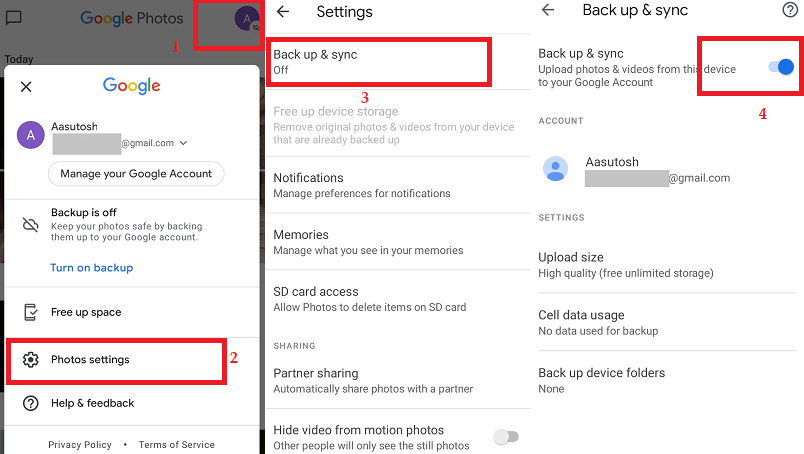 Google Photos
A
1
Today
Google
A
Aasutosh
@gmail.com
Manage your Google Account
Backup is off
Keep your photos safe by backing
them up to your Google account.
Turn on backup
Free up space
Photos settings
2
Help & feedback
Privacy Policy • Terms of Service
Settings
Back up & sync
Off
3
Free up device storage
Remove original photos & videos from your device
that are already backed up
Notifications
Manage preferences for notifications
Memories
Manage what you see in your memories
SD card access
Allow Photos to delete items on SD card
SHARING
Partner sharing
Automatically share photos with a partner
Hide video from motion photos
Other people will only see the still photos
Back up & sync
Back up & sync
Upload photos & videos from this device
to your Google Account
4
ACCOUNT
Aasutosh
@gmail.com
SETTINGS
Upload size
High quality (free unlimited storage)
Cell data usage
No data used for backup
Back up device folders
None